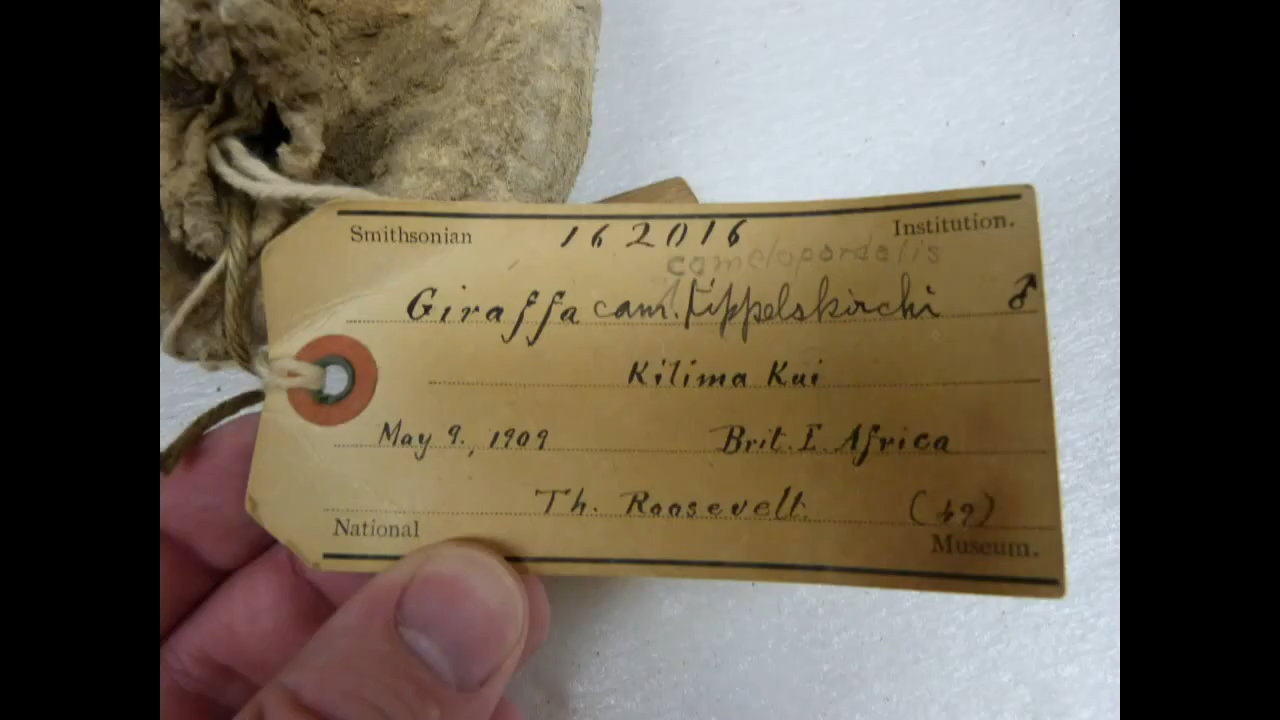 Smithsonian 162016 Institution.
camelopardalis
Giraffa cam. tippelskirchi ♂
Kilima Kui
May 9., 1909 Brit. E. Africa
Th. Roosevelt. (49)
National Museum.